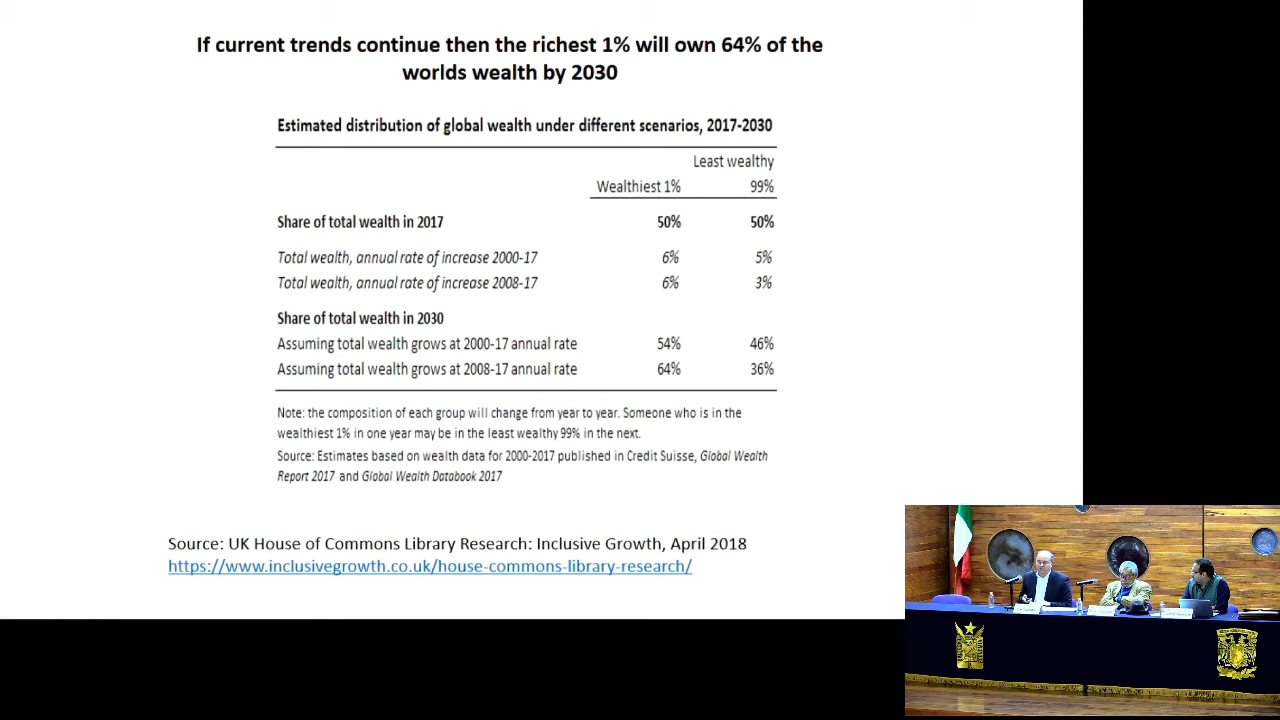 If current trends continue then the richest 1% will own 64% of the
worlds wealth by 2030
Estimated distribution of global wealth under different scenarios, 2017-2030
Least wealthy
Wealthiest 1% 99%
Share of total wealth in 2017 50% 50%
Total wealth, annual rate of increase 2000-17 6% 5%
Total wealth, annual rate of increase 2008-17 6% 3%
Share of total wealth in 2030
Assuming total wealth grows at 2000-17 annual rate 54% 46%
Assuming total wealth grows at 2008-17 annual rate 64% 36%
Note: the composition of each group will change from year to year. Someone who is in the
wealthiest 1% in one year may be in the least wealthy 99% in the next.
Source: Estimates based on wealth data for 2000-2017 published in Credit Suisse, Global Wealth
Report 2017 and Global Wealth Databook 2017
Source: UK House of Commons Library Research: Inclusive Growth, April 2018
https://www.inclusivegrowth.co.uk/house-commons-library-research/